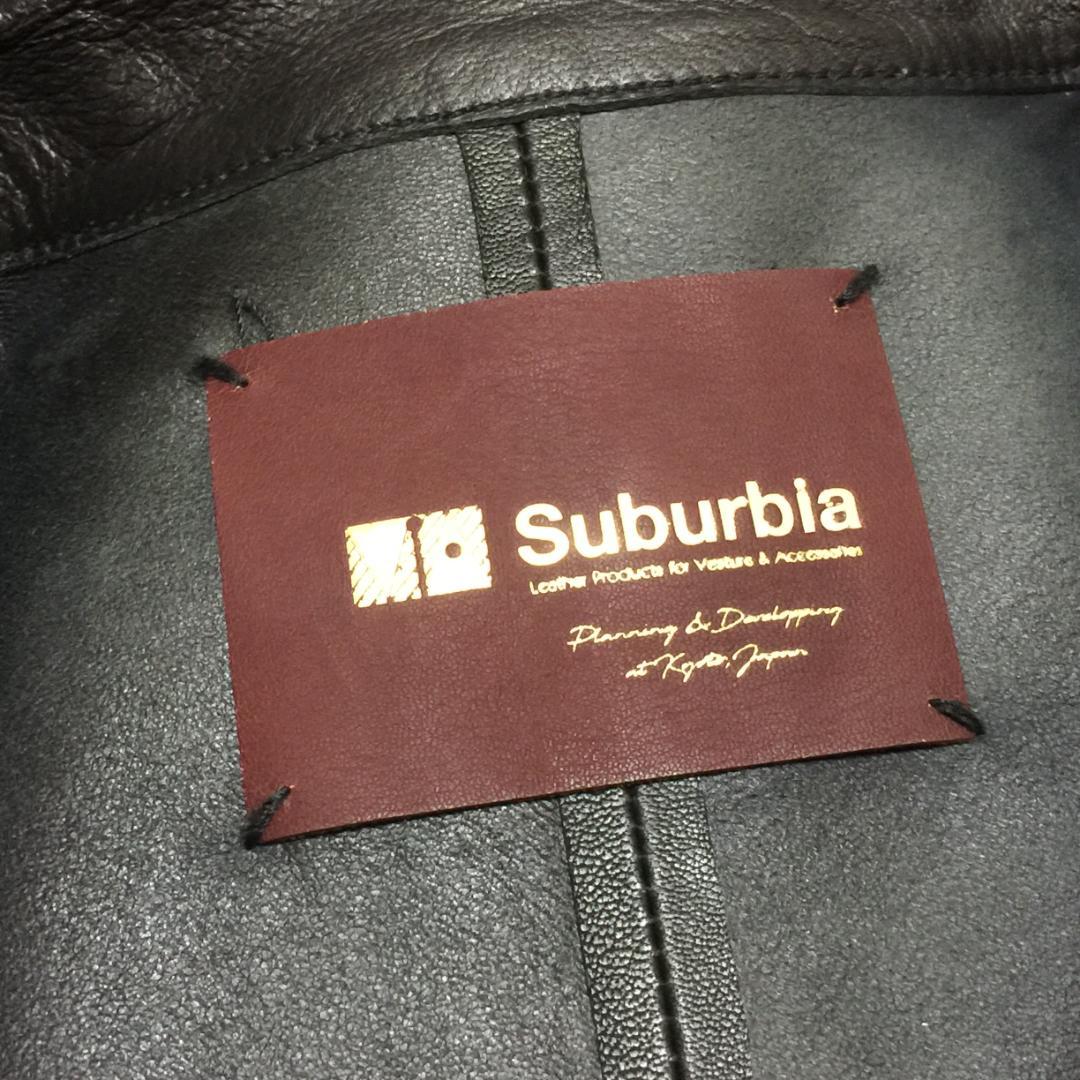 Suburbia
Leather Products for Vesture & Accessories
Planning & Developping
at Kyoto, Japan